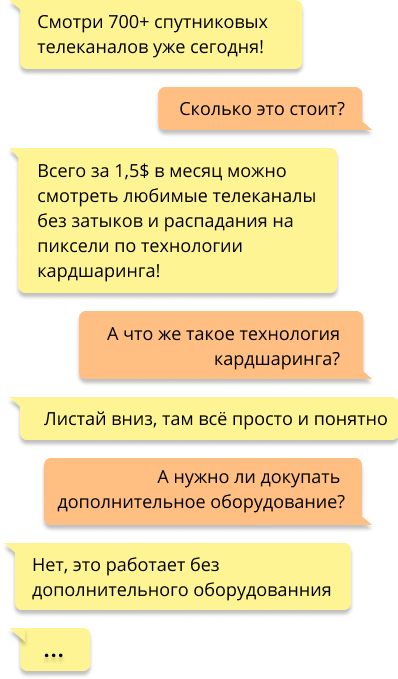 Смотри 700+ спутниковых
телеканалов уже сегодня!
Сколько это стоит?
Всего за 1,5$ в месяц можно
смотреть любимые телеканалы
без затыков и распадания на
пиксели по технологии
кардшаринга!
А что же такое технология
кардшаринга?
Листай вниз, там всё просто и понятно
А нужно ли докупать
дополнительное оборудование?
Нет, это работает без
дополнительного оборудованния
...